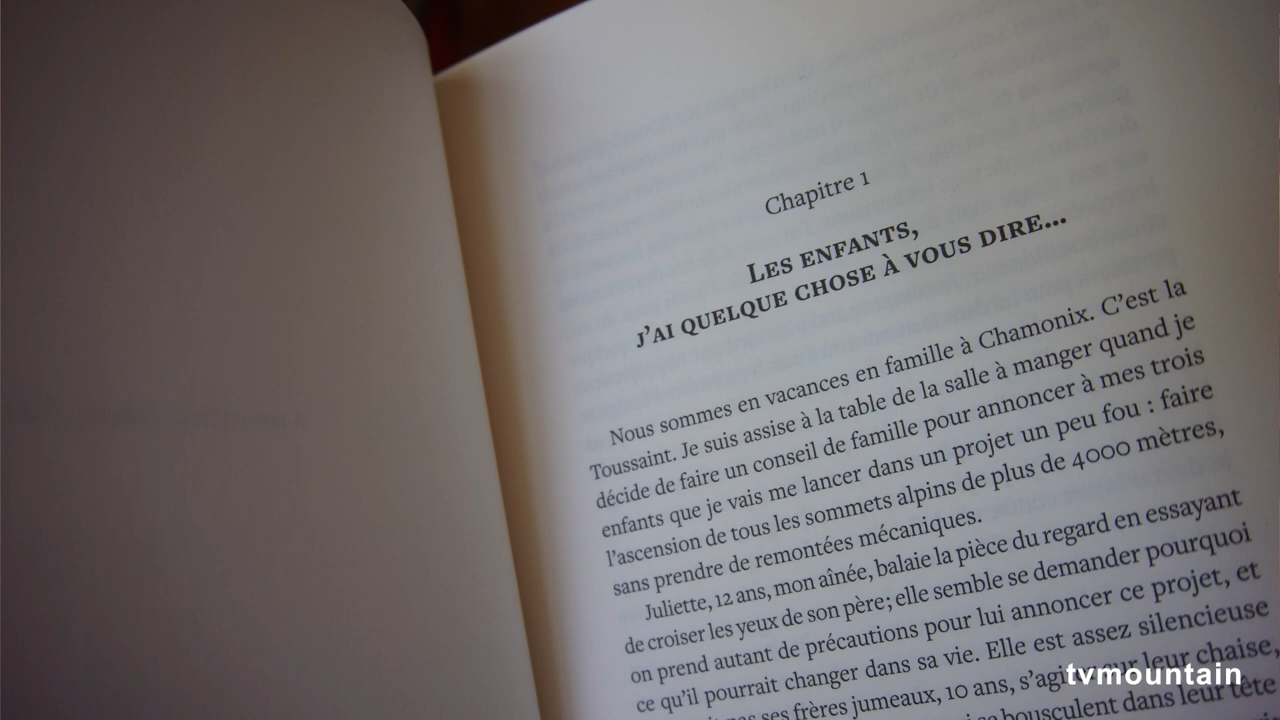 Chapitre 1
Les enfants,
j'ai quelque chose à vous dire...
Nous sommes en vacances en famille à Chamonix. C'est la
Toussaint. Je suis assise à la table de la salle à manger quand je
décide de faire un conseil de famille pour annoncer à mes trois
enfants que je vais me lancer dans un projet un peu fou : faire
l'ascension de tous les sommets alpins de plus de 4000 mètres,
sans prendre de remontées mécaniques.
Juliette, 12 ans, mon aînée, balaie la pièce du regard en essayant
de croiser les yeux de son père ; elle semble se demander pourquoi
on prend autant de précautions pour lui annoncer ce projet, et
ce qu'il pourrait changer dans sa vie. Elle est assez silencieuse
ses frères jumeaux, 10 ans, s'agitent sur leur chaise,
bousculent dans leur tête
tvmountain